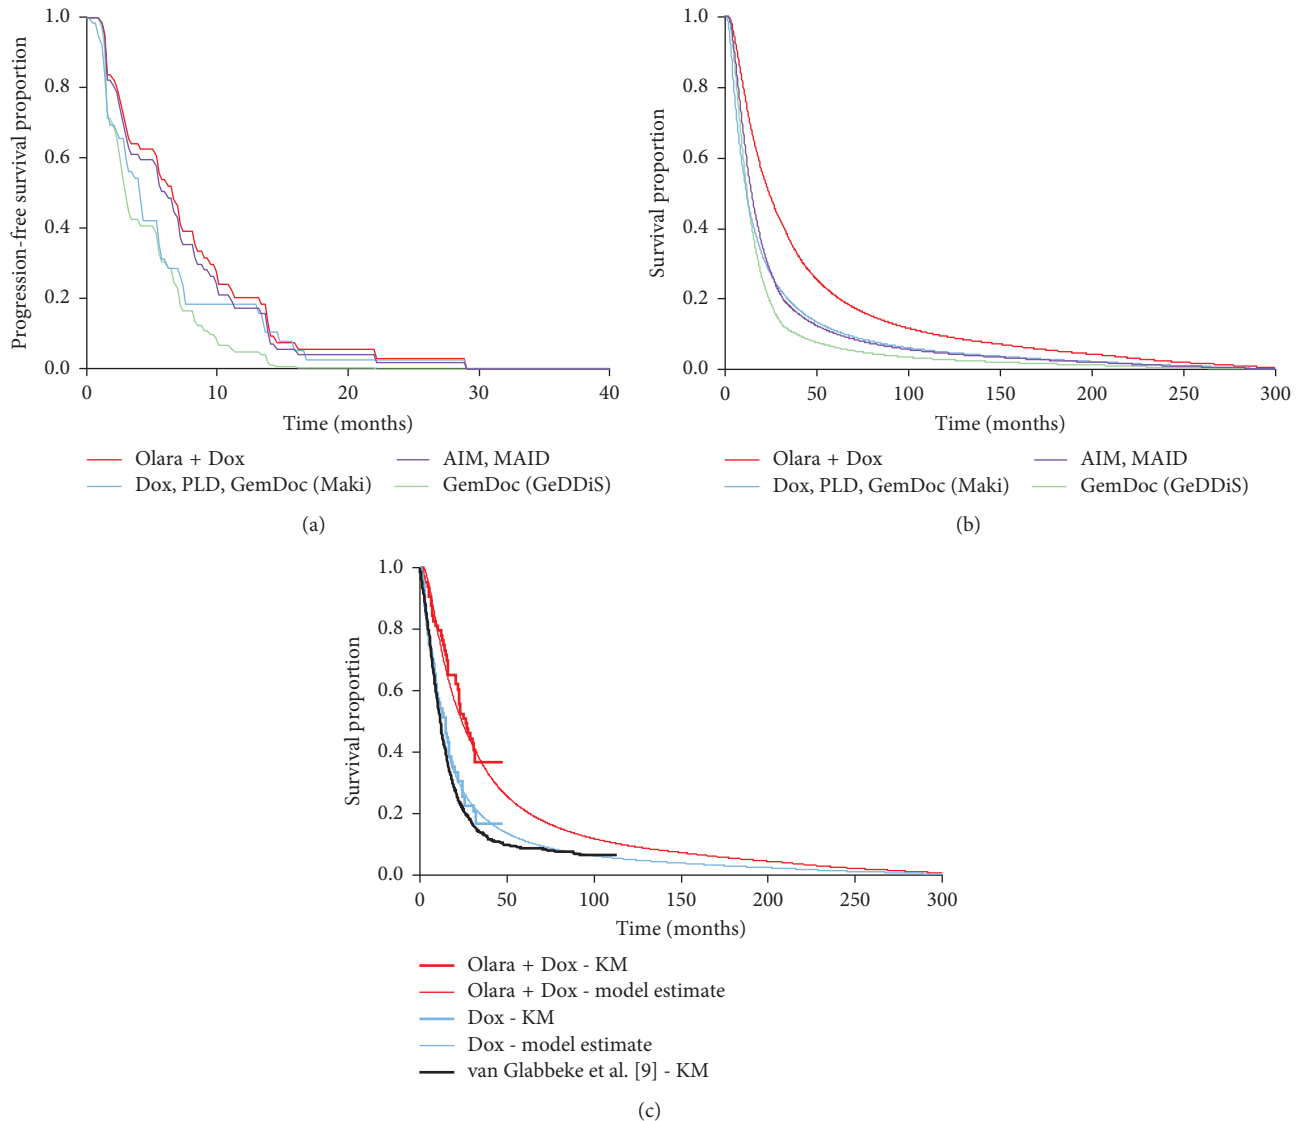 1.0
0.8
0.6
0.4
0.2
0.0
Progression-free survival proportion
0 10 20 30 40
Time (months)
Olara + Dox
Dox, PLD, GemDoc (Maki)
AIM, MAID
GemDoc (GeDDiS)
(a)
1.0
0.8
0.6
0.4
0.2
0.0
Survival proportion
0 50 100 150 200 250 300
Time (months)
Olara + Dox
Dox, PLD, GemDoc (Maki)
AIM, MAID
GemDoc (GeDDiS)
(b)
1.0
0.8
0.6
0.4
0.2
0.0
Survival proportion
0 50 100 150 200 250 300
Time (months)
Olara + Dox - KM
Olara + Dox - model estimate
Dox - KM
Dox - model estimate
van Glabbeke et al. [9] - KM
(c)